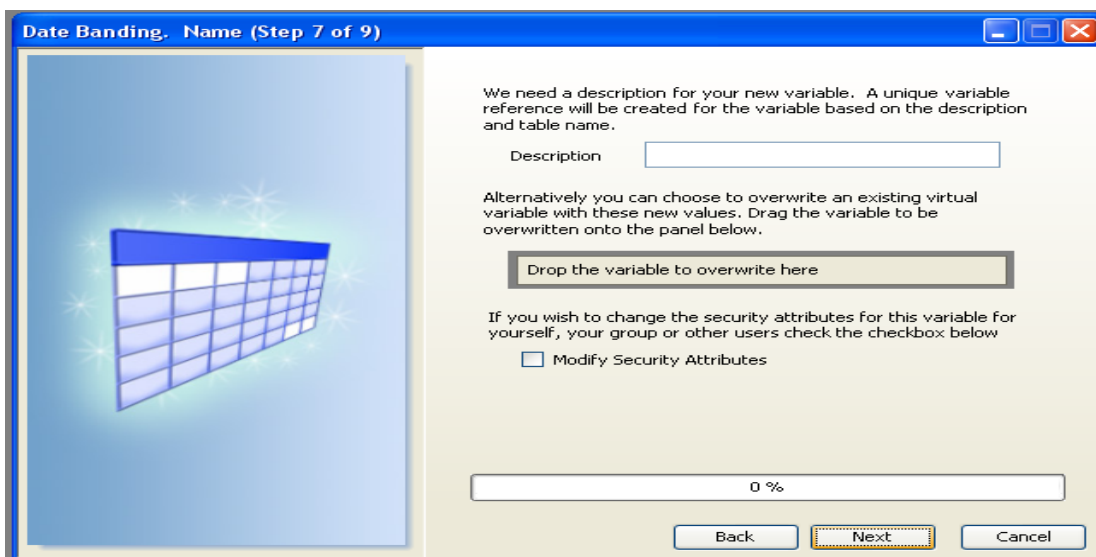 Date Banding.  Name (Step 7 of 9)
We need a description for your new variable.  A unique variable
reference will be created for the variable based on the description
and table name.
Description
Alternatively you can choose to overwrite an existing virtual
variable with these new values. Drag the variable to be
overwritten onto the panel below.
Drop the variable to overwrite here
If you wish to change the security attributes for this variable for
yourself, your group or other users check the checkbox below
Modify Security Attributes
0 %
Back
Next
Cancel